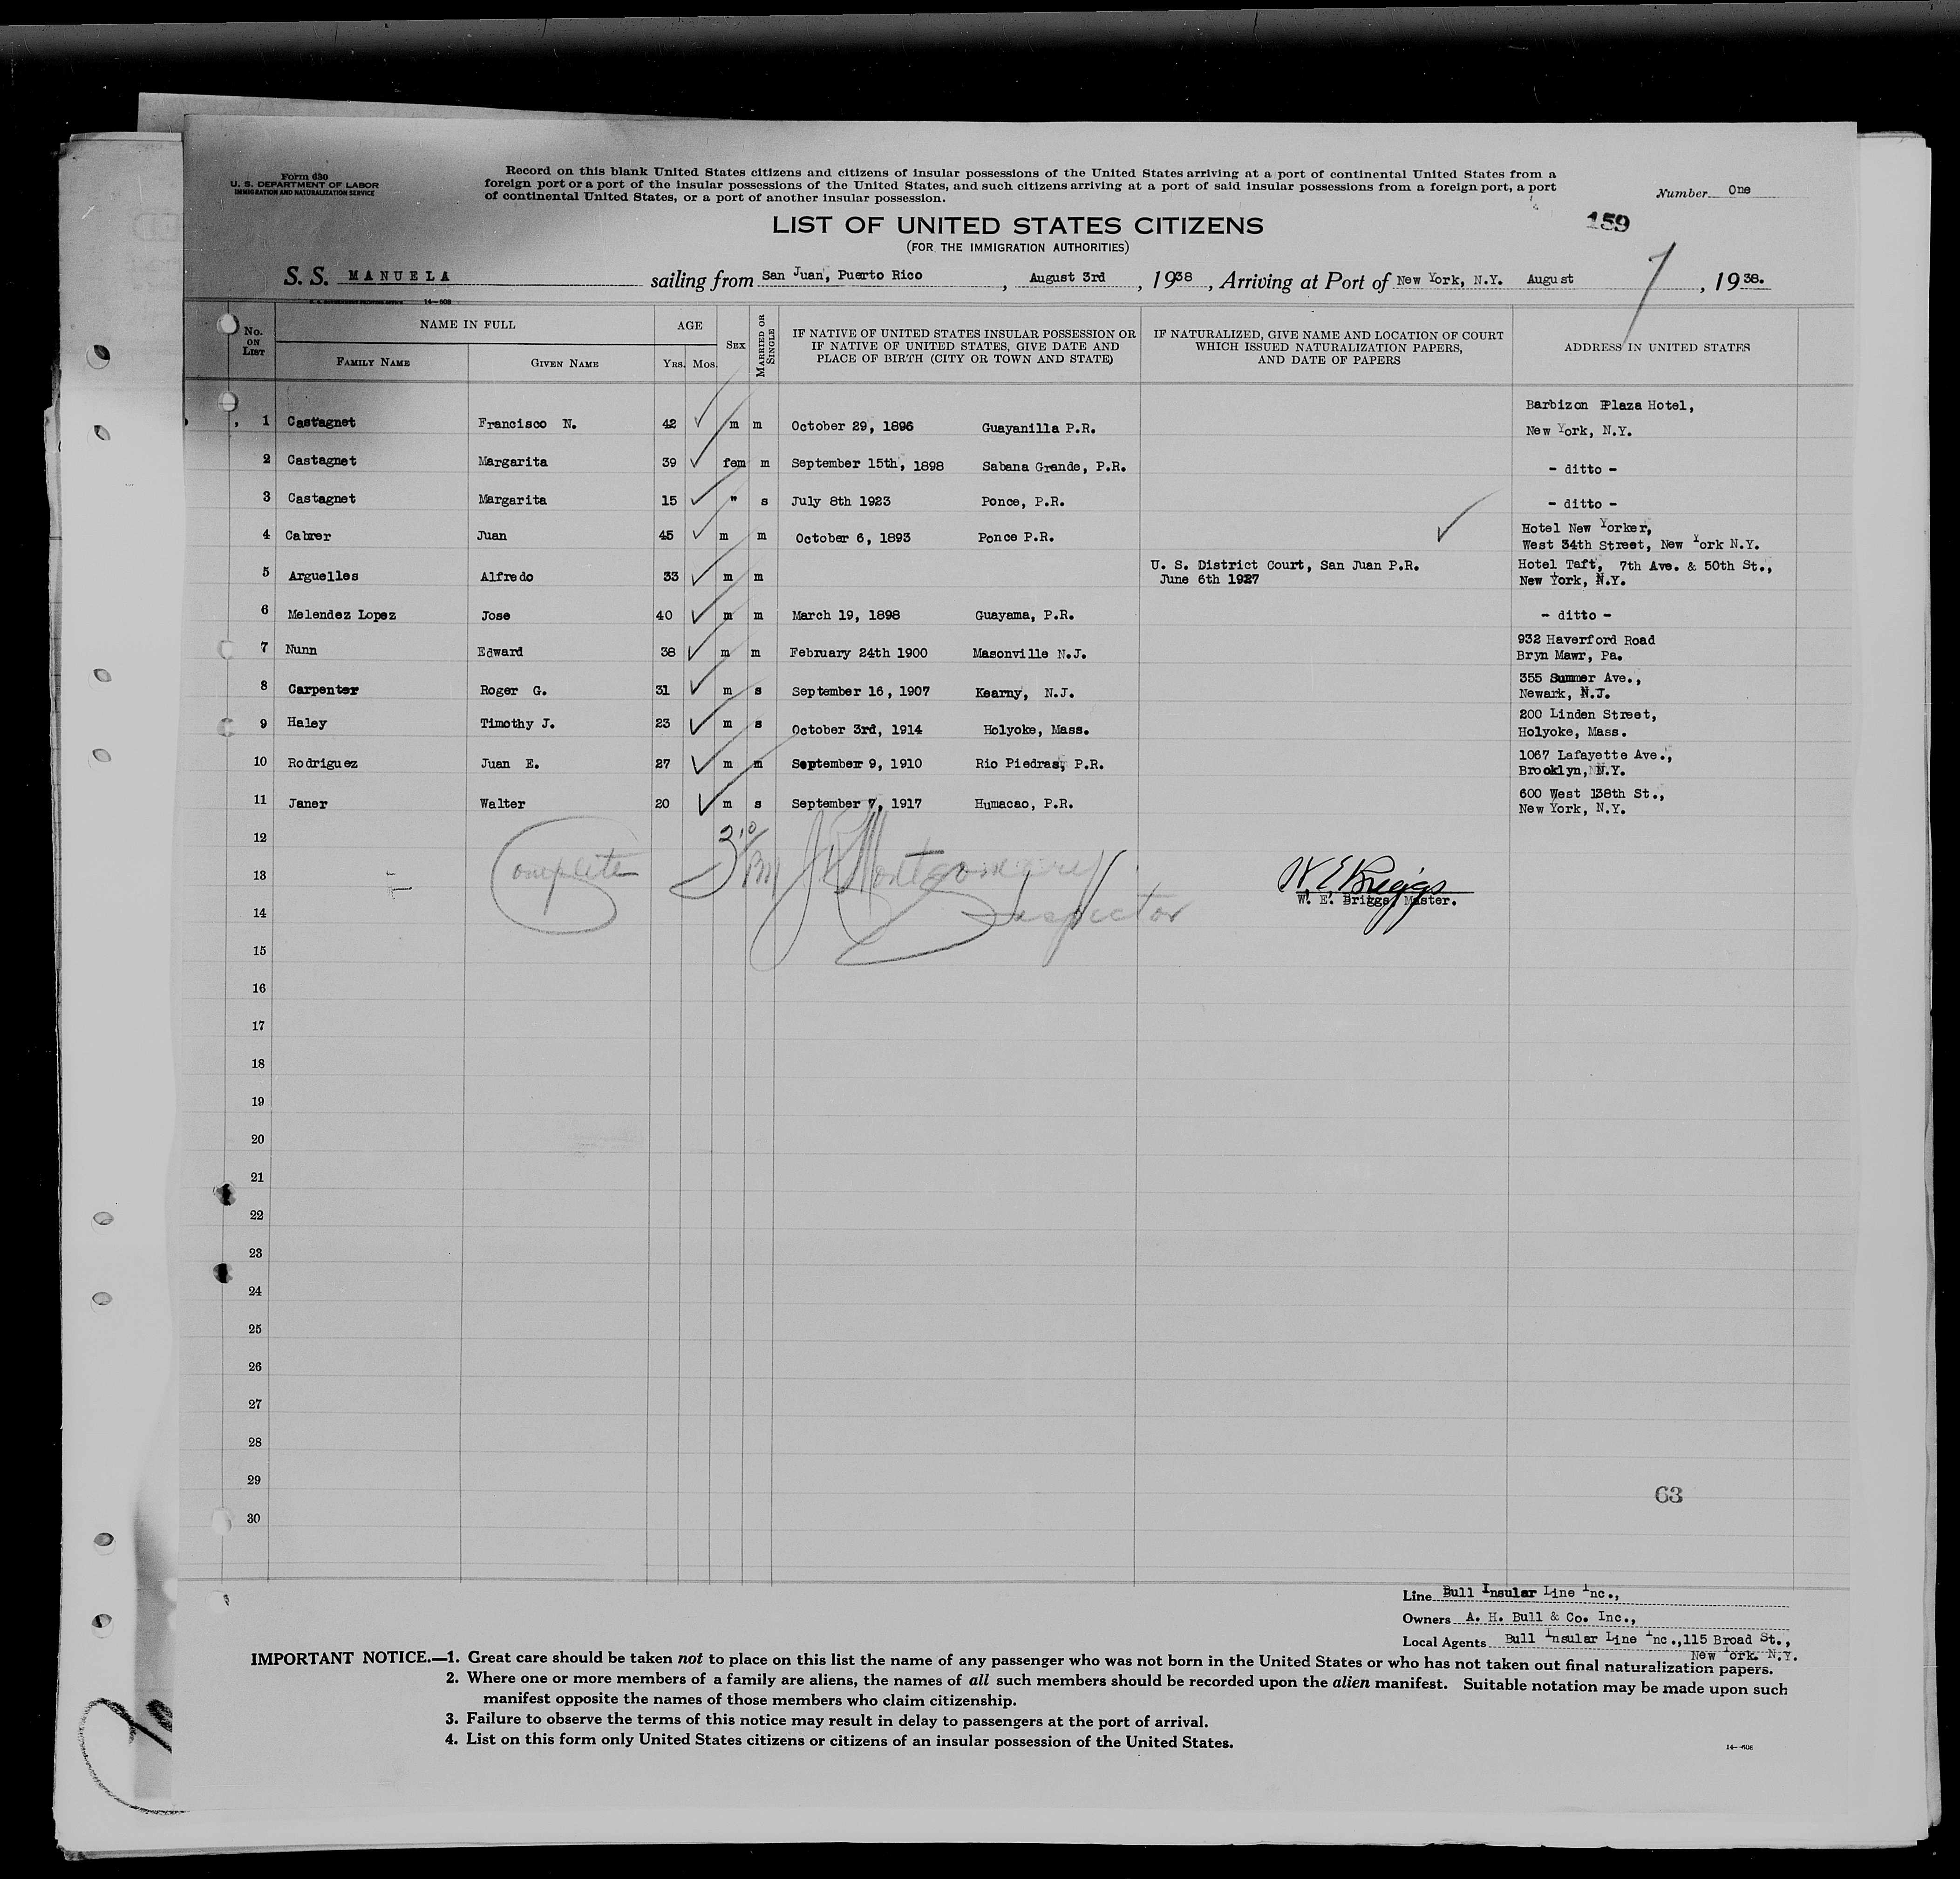 Form 630
U. S. DEPARTMENT OF LABOR
IMMIGRATION AND NATURALIZATION SERVICE
Record on this blank United States citizens and citizens of insular possessions of the United States arriving at a port of continental United States from a
foreign port or a port of the insular possessions of the United States, and such citizens arriving at a port of said insular possessions from a foreign port, a port
of continental United States, or a port of another insular possession.
Number One
159
LIST OF UNITED STATES CITIZENS
(FOR THE IMMIGRATION AUTHORITIES)
S. S. MANUELA sailing from San Juan, Puerto Rico, August 3rd, 1938, Arriving at Port of New York, N.Y. August 7, 1938.
14-608
No. ON LIST
NAME IN FULL
FAMILY NAME
GIVEN NAME
AGE
YRS. MOS.
SEX
MARRIED OR SINGLE
IF NATIVE OF UNITED STATES INSULAR POSSESSION OR
IF NATIVE OF UNITED STATES, GIVE DATE AND
PLACE OF BIRTH (CITY OR TOWN AND STATE)
IF NATURALIZED, GIVE NAME AND LOCATION OF COURT
WHICH ISSUED NATURALIZATION PAPERS,
AND DATE OF PAPERS
ADDRESS IN UNITED STATES
1 Castagnet Francisco N. 42 m m October 29, 1896 Guayanilla P.R. Barbizon Plaza Hotel,
New York, N.Y.
2 Castagnet Margarita 39 fem m September 15th, 1898 Sabana Grande, P.R. - ditto -
3 Castagnet Margarita 15 " s July 8th 1923 Ponce, P.R. - ditto -
4 Cabrer Juan 45 m m October 6, 1893 Ponce P.R. Hotel New Yorker,
West 34th Street, New York N.Y.
5 Arguelles Alfredo 33 m m U. S. District Court, San Juan P.R. Hotel Taft, 7th Ave. & 50th St.,
June 6th 1927 New York, N.Y.
6 Melendez Lopez Jose 40 m m March 19, 1898 Guayama, P.R. - ditto -
7 Nunn Edward 38 m m February 24th 1900 Masonville N.J. 932 Haverford Road
Bryn Mawr, Pa.
8 Carpenter Roger G. 31 m s September 16, 1907 Kearny, N.J. 355 Summer Ave.,
Newark, N.J.
9 Haley Timothy J. 23 m s October 3rd, 1914 Holyoke, Mass. 200 Linden Street,
Holyoke, Mass.
10 Rodriguez Juan E. 27 m m September 9, 1910 Rio Piedras, P.R. 1067 Lafayette Ave.,
Brooklyn, N.Y.
11 Janer Walter 20 m s September 7, 1917 Humacao, P.R. 600 West 138th St.,
New York, N.Y.
12
13 Complete Montgomery W E Briggs
W. E. Briggs, Master.
14 Inspector
15
16
17
18
19
20
21
22
23
24
25
26
27
28
29
63
30
Line Bull Insular Line Inc.,
Owners A. H. Bull & Co. Inc.,
Local Agents Bull Insular Line Inc.,115 Broad St.,
New York. N.Y.
IMPORTANT NOTICE.—1. Great care should be taken not to place on this list the name of any passenger who was not born in the United States or who has not taken out final naturalization papers.
2. Where one or more members of a family are aliens, the names of all such members should be recorded upon the alien manifest. Suitable notation may be made upon such
manifest opposite the names of those members who claim citizenship.
3. Failure to observe the terms of this notice may result in delay to passengers at the port of arrival.
4. List on this form only United States citizens or citizens of an insular possession of the United States.
14-608